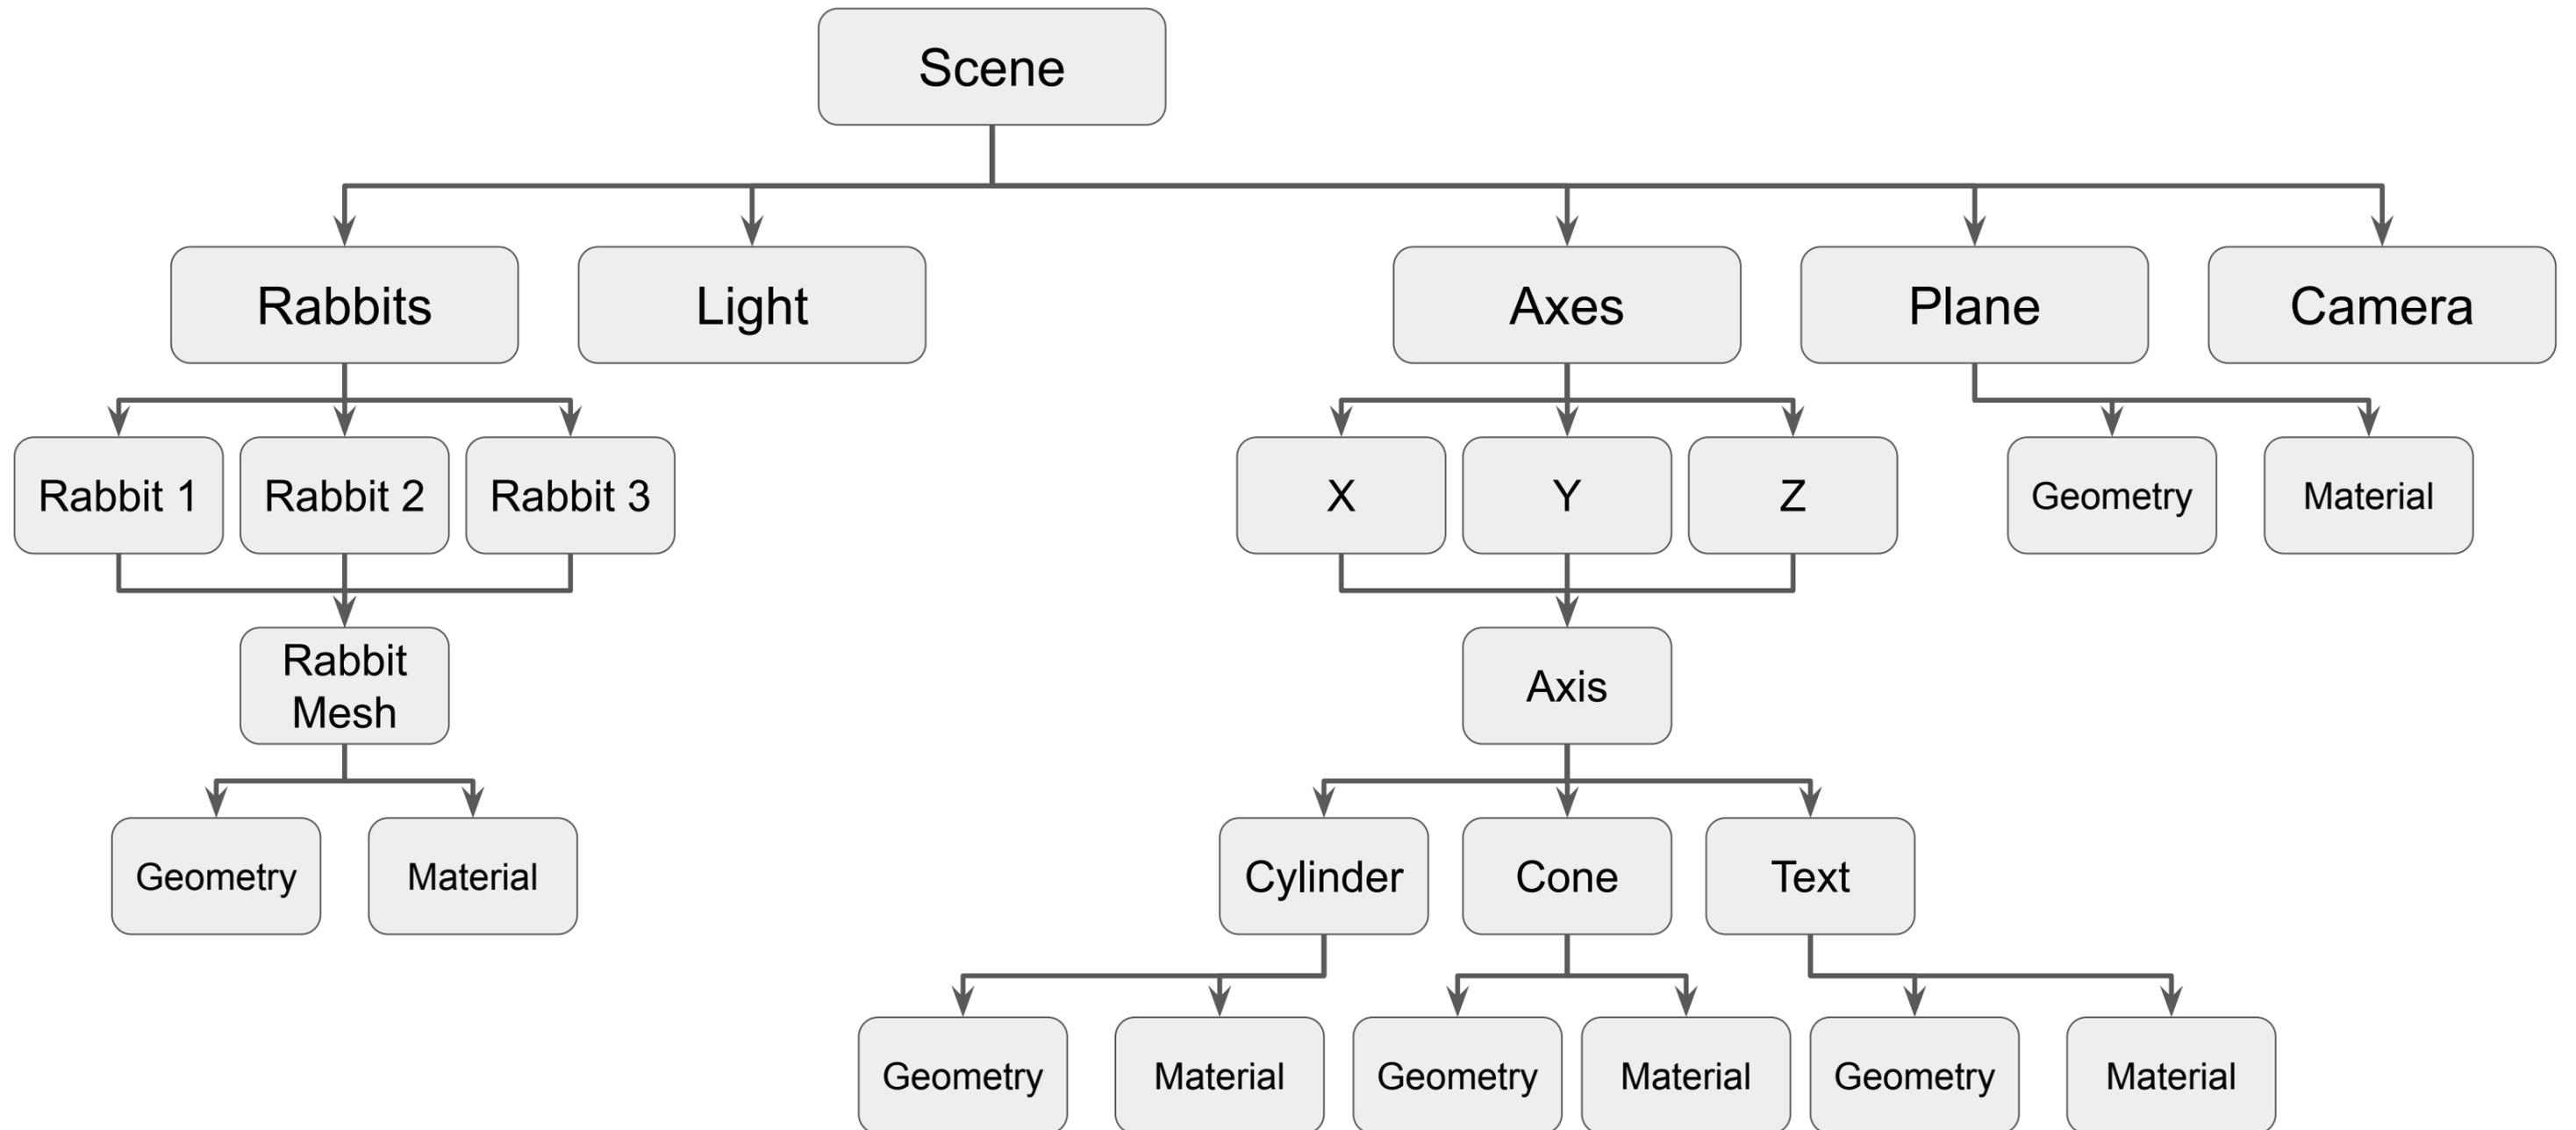 Scene
Rabbits
Light
Axes
Plane
Camera
Rabbit 1
Rabbit 2
Rabbit 3
X
Y
Z
Geometry
Material
Rabbit
Mesh
Axis
Geometry
Material
Cylinder
Cone
Text
Geometry
Material
Geometry
Material
Geometry
Material